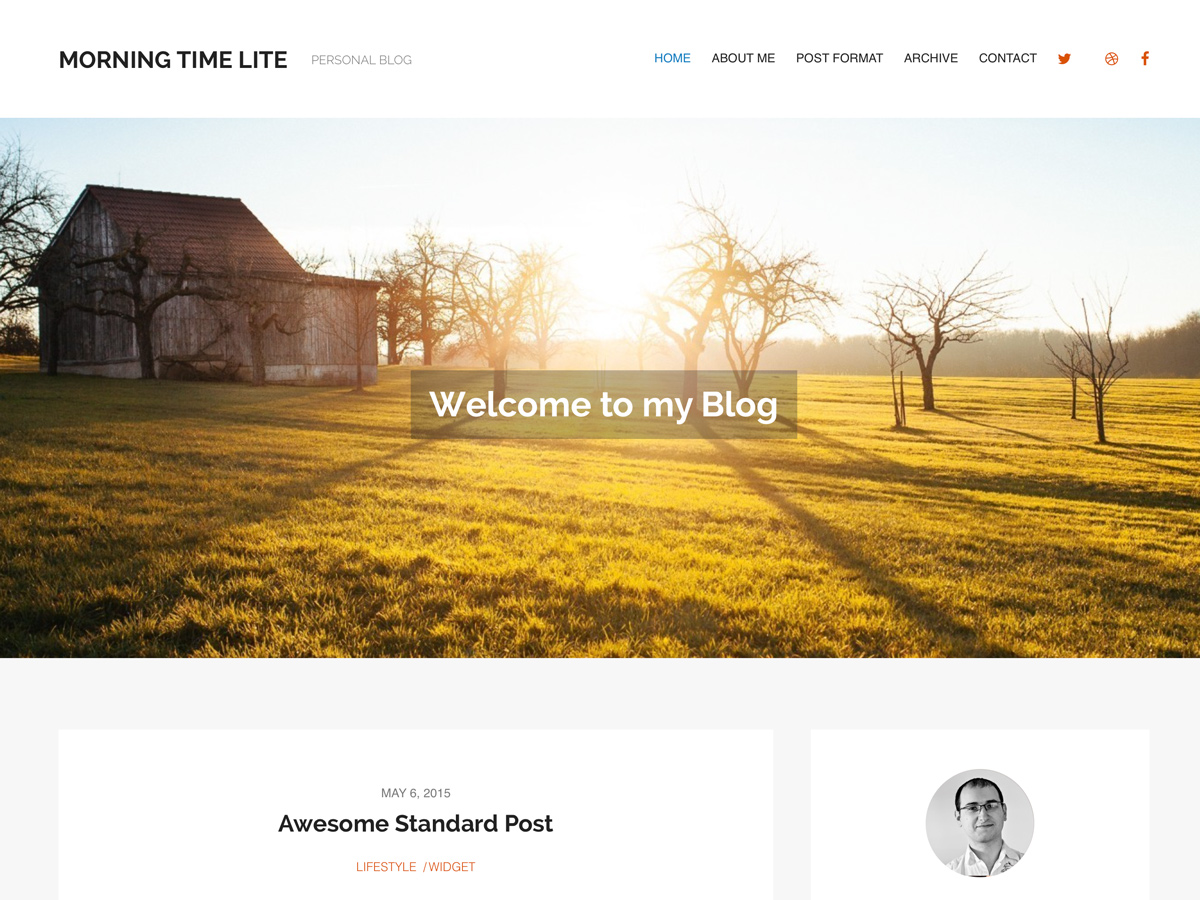 MORNING TIME LITE
PERSONAL BLOG
HOME ABOUT ME POST FORMAT ARCHIVE CONTACT
Welcome to my Blog
MAY 6, 2015
Awesome Standard Post
LIFESTYLE /WIDGET